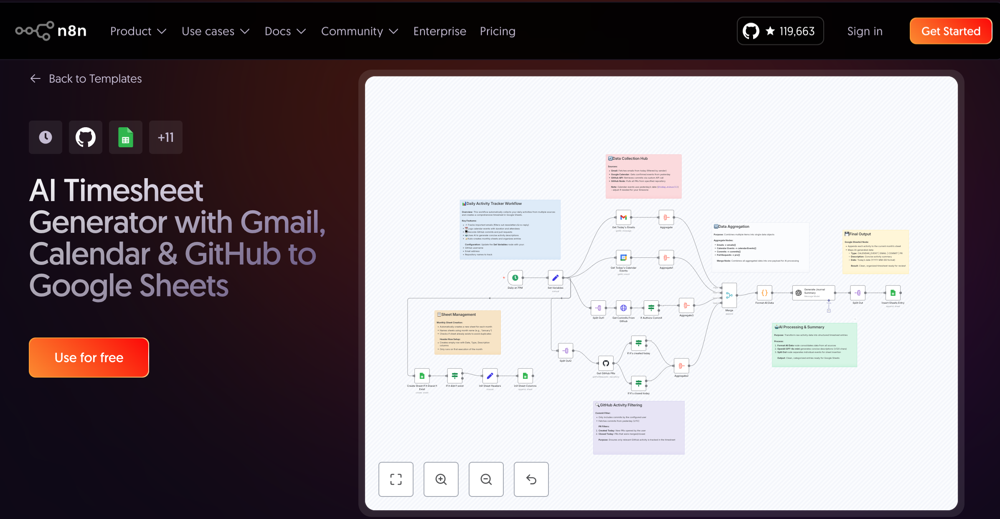 n8n
Product
Use cases
Docs
Community
Enterprise
Pricing
119,663
Sign in
Get Started
Back to Templates
+11
AI Timesheet
Generator with Gmail,
Calendar & GitHub to
Google Sheets
Use for free
Data Collection Hub
Sources:
Gmail: Fetches emails from today (filtered by sender)
Google Calendar: Gets confirmed events from yesterday
GitHub API: Retrieves commits via custom API call
GitHub Node: Pulls all PRs from specified repository
Note: Calendar events use yesterday's date ($today.minus(1))
- adjust if needed for your timezone
Daily Activity Tracker Workflow
Overview: This workflow automatically collects your daily activities from multiple sources
and creates a comprehensive timesheet in Google Sheets.
Key Features:
Tracks important emails (filters out newsletters & no-reply)
Logs calendar events with duration and attendees
Records GitHub commits and pull requests
Uses AI to generate concise activity descriptions
Auto-creates monthly sheets and organizes entries
Configuration: Update the Set Variables node with your:
GitHub username
Email address
Repository names to track
Get Today's Emails
getAll: message
Aggregate
Get Today's Calendar
Events
getAll: event
Aggregate1
Data Aggregation
Purpose: Combines multiple items into single data objects
Aggregate Nodes:
Emails → emails[]
Calendar Events → calendarEvents[]
Commits → commits[]
Pull Requests → prs[]
Merge Node: Combines all aggregated data into one payload for AI processing
Final Output
Google Sheets2 Node:
Appends each activity to the current month's sheet
Maps AI-generated data:
Type: CALENDAR_EVENT | EMAIL | COMMIT | PR
Description: Concise activity summary
Date: Today's date (YYYY-MM-DD format)
Result: Clean, organized timesheet ready for review!
Daily at 7PM
Set Variables
manual
Input 1
Input 2
Input 3
Input 4
Merge
append
Format All Data
Generate Journal
Summary
Message Model
Tools
Split Out
Insert Sheets Entry
append: sheet
Split Out1
Get Commits From
Github
If Authors Commit
true
Aggregate3
Sheet Management
Monthly Sheet Creation:
Automatically creates a new sheet for each month
Names sheets using month name (e.g., "January")
Checks if sheet already exists to avoid duplicates
Header Row Setup:
Creates empty row with Date, Type, Description
columns
Only runs on first execution of the month
AI Processing & Summary
Purpose: Transform raw activity data into structured timesheet entries
Process:
1. Format All Data node consolidates data from all sources
2. OpenAI GPT-4o-mini generates concise descriptions (≤120 chars)
3. Split Out node separates individual events for sheet insertion
Output: Clean, categorized entries ready for Google Sheets
Split Out2
Get GitHub PRs
getPullRequests: repository
true
If it's created today
true
If it's closed today
Aggregate2
Create Sheet If It Doesn't
Exist
create: sheet
true
If it didn't exist
Init Sheet Headers
manual
init Sheet Columns
append: sheet
GitHub Activity Filtering
Commit Filter:
Only includes commits by the configured user
Fetches commits from yesterday (UTC)
PR Filters:
1. Created Today: New PRs opened by the user
2. Closed Today: PRs that were merged/closed
Purpose: Ensures only relevant GitHub activity is tracked in the timesheet